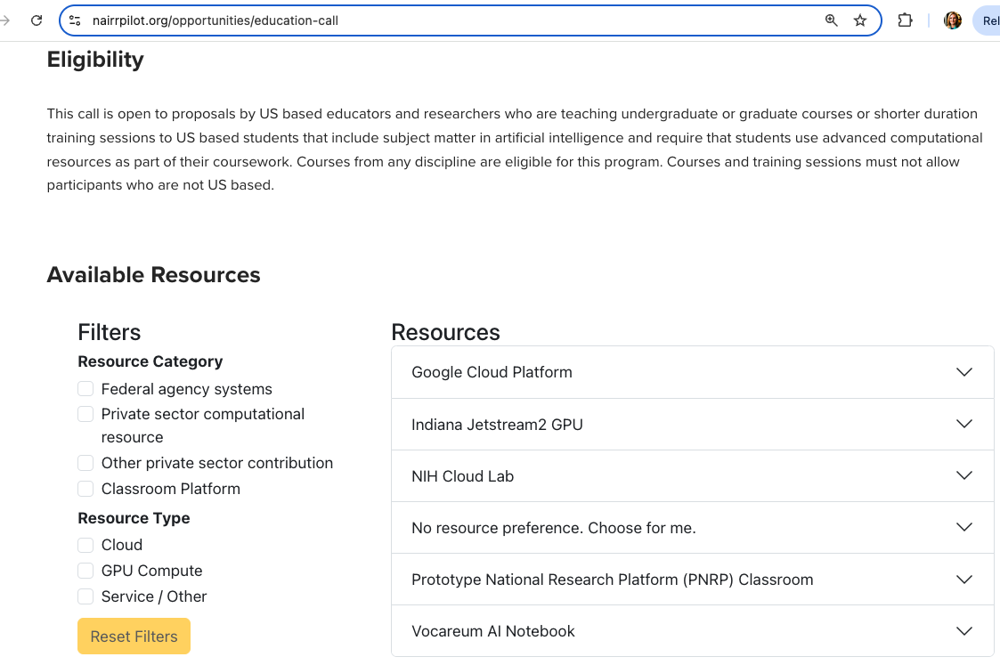 nairrpilot.org/opportunities/education-call
Rel
Eligibility
This call is open to proposals by US based educators and researchers who are teaching undergraduate or graduate courses or shorter duration
training sessions to US based students that include subject matter in artificial intelligence and require that students use advanced computational
resources as part of their coursework. Courses from any discipline are eligible for this program. Courses and training sessions must not allow
participants who are not US based.
Available Resources
Filters
Resource Category
Federal agency systems
Private sector computational
resource
Other private sector contribution
Classroom Platform
Resource Type
Cloud
GPU Compute
Service / Other
Reset Filters
Resources
Google Cloud Platform
Indiana Jetstream2 GPU
NIH Cloud Lab
No resource preference. Choose for me.
Prototype National Research Platform (PNRP) Classroom
Vocareum AI Notebook